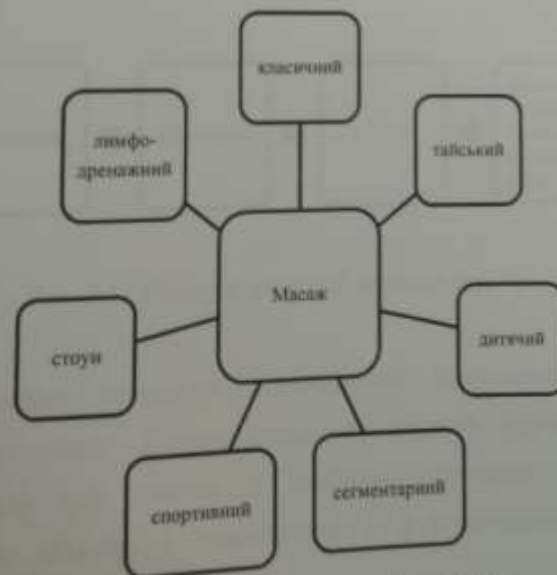 класичний
лимфо-
дренажний
тайський
Масаж
стоун
дитячий
спортивний
сегментарний